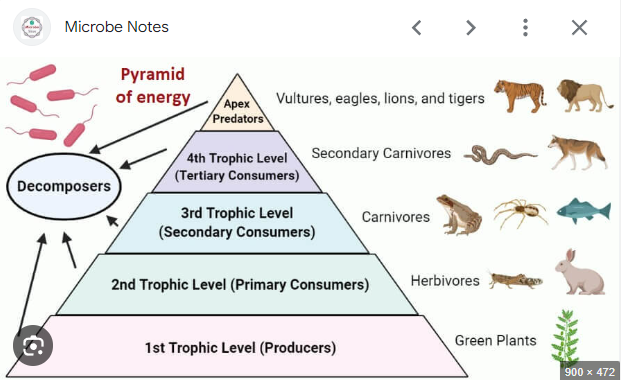 Microbe Notes
Pyramid
of energy
Apex
Predators
Vultures, eagles, lions, and tigers
4th Trophic Level
(Tertiary Consumers)
Secondary Carnivores
Decomposers
3rd Trophic Level
(Secondary Consumers)
Carnivores
2nd Trophic Level (Primary Consumers)
Herbivores
1st Trophic Level (Producers)
Green Plants
900 × 472